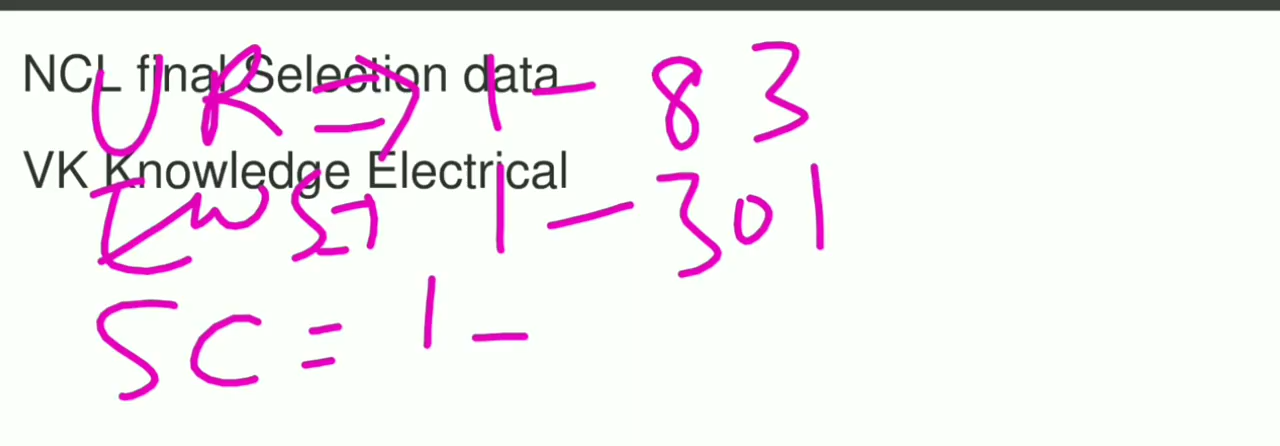 NCL final Selection data
UR → 1 - 83
VK Knowledge Electrical
EWS → 1 - 301
SC = 1 -